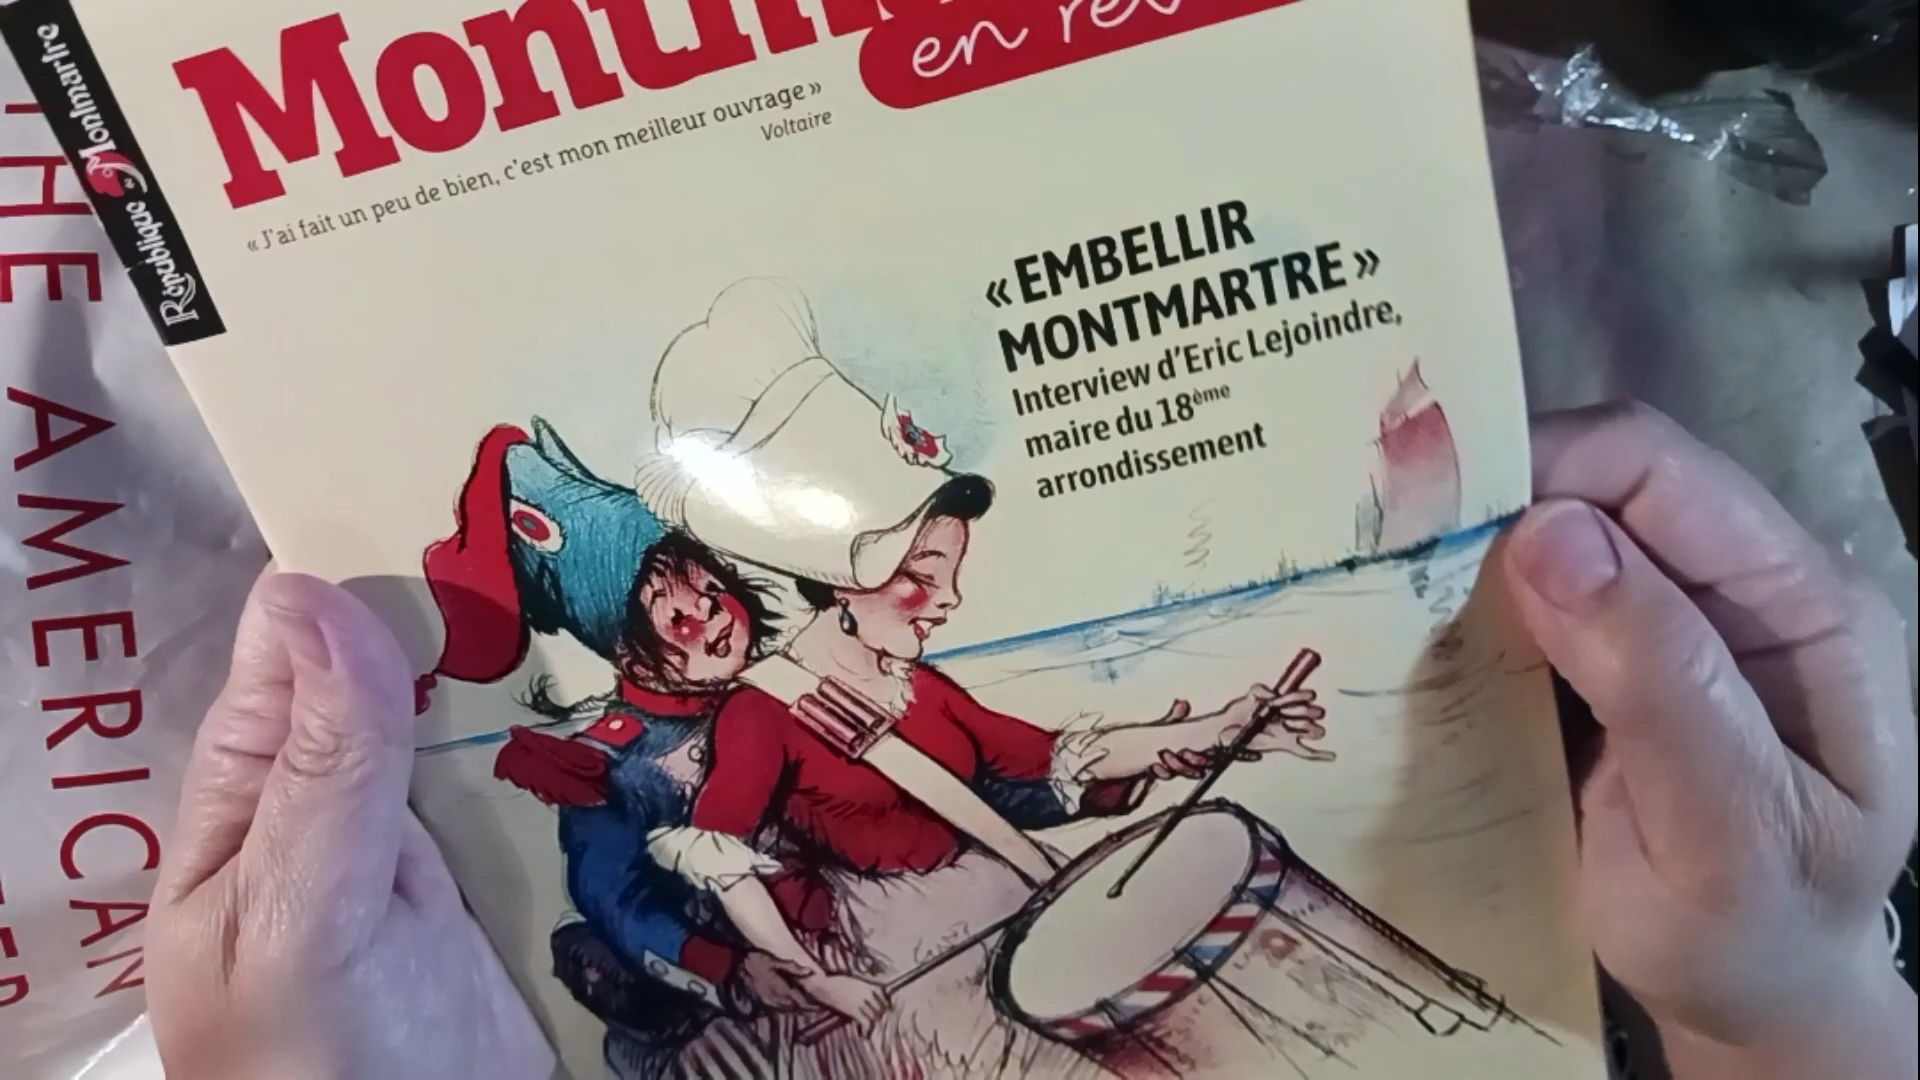 République de Montmartre
en
« J'ai fait un peu de bien, c'est mon meilleur ouvrage »
Voltaire
« EMBELLIR
MONTMARTRE »
Interview d'Eric Lejoindre,
maire du 18ème
arrondissement
THE AMERICAN